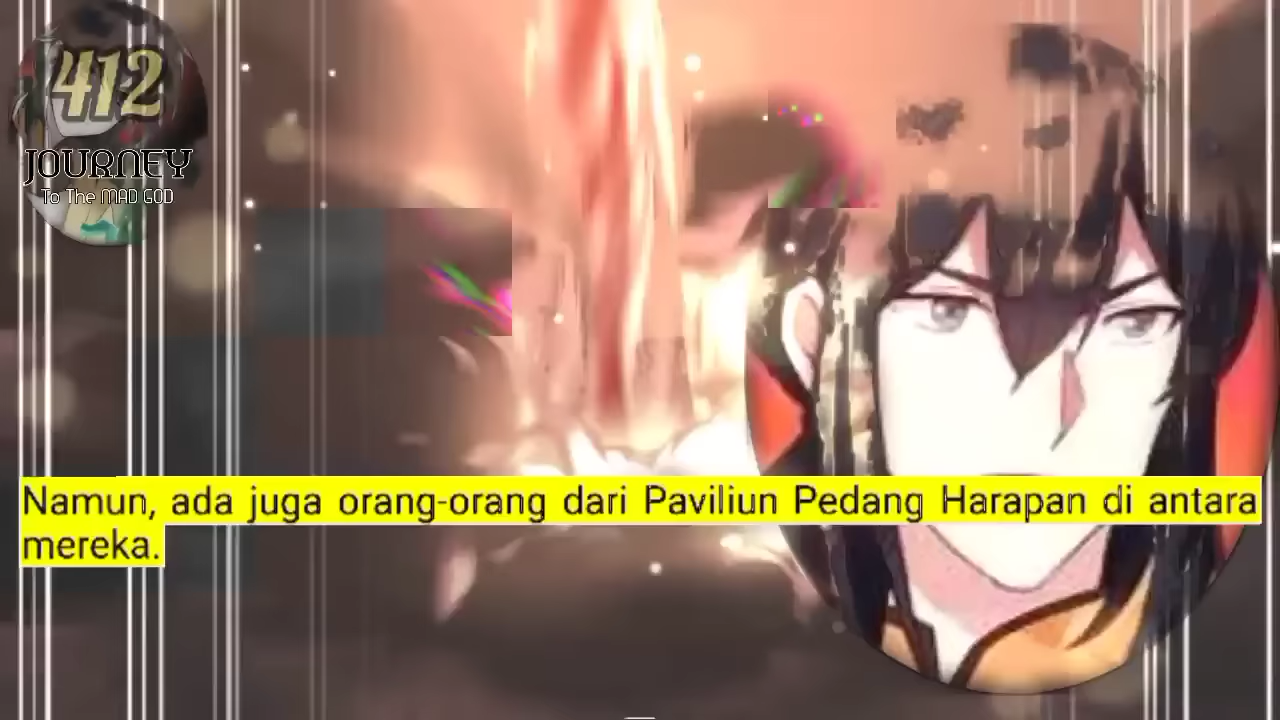 412
JOURNEY
To The MAD GOD
Namun, ada juga orang-orang dari Paviliun Pedang Harapan di antara
mereka.